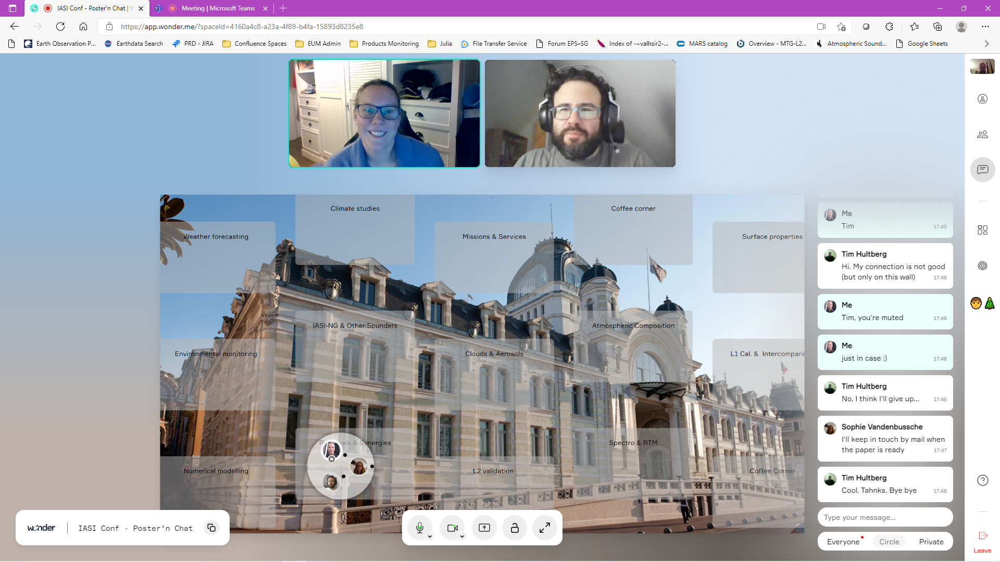 IASI Conf - Poster'n Chat |
Meeting | Microsoft Teams
https://app.wonder.me/?spaceId=4160a4c8-a23a-4f89-b4fa-15893d8235e8
Earth Observation P...
Earthdata Search
PRD - JIRA
Confluence Spaces
EUM Admin
Products Monitoring
Julia
File Transfer Service
Forum EPS-SG
Index of -~valhsir2-...
MARS catalog
Overview - MTG-L2...
Atmospheric Sound...
Google Sheets
Climate studies
Coffee corner
Weather forecasting
Missions & Services
Surface properties
IASI-NG & Other Sounders
Atmospheric Composition
Environmental monitoring
Clouds & Aerosols
L1 Cal. & Intercomparis
& Synergies
Spectro & RTM
Numerical modelling
L2 validation
Coffee Corner
Me
Tim
17:45
Tim Hultberg
Hi. My connection is not good
(but only on this wall)
17:46
Me
Tim, you're muted
17:46
Me
just in case :)
17:46
Tim Hultberg
No, I think I'll give up...
17:46
Sophie Vandenbussche
I'll keep in touch by mail when
the paper is ready
17:47
Tim Hultberg
Cool. Tahnks. Bye bye
17:48
Type your message...
Everyone
Circle
Private
Leave
wonder
IASI Conf - Poster'n Chat